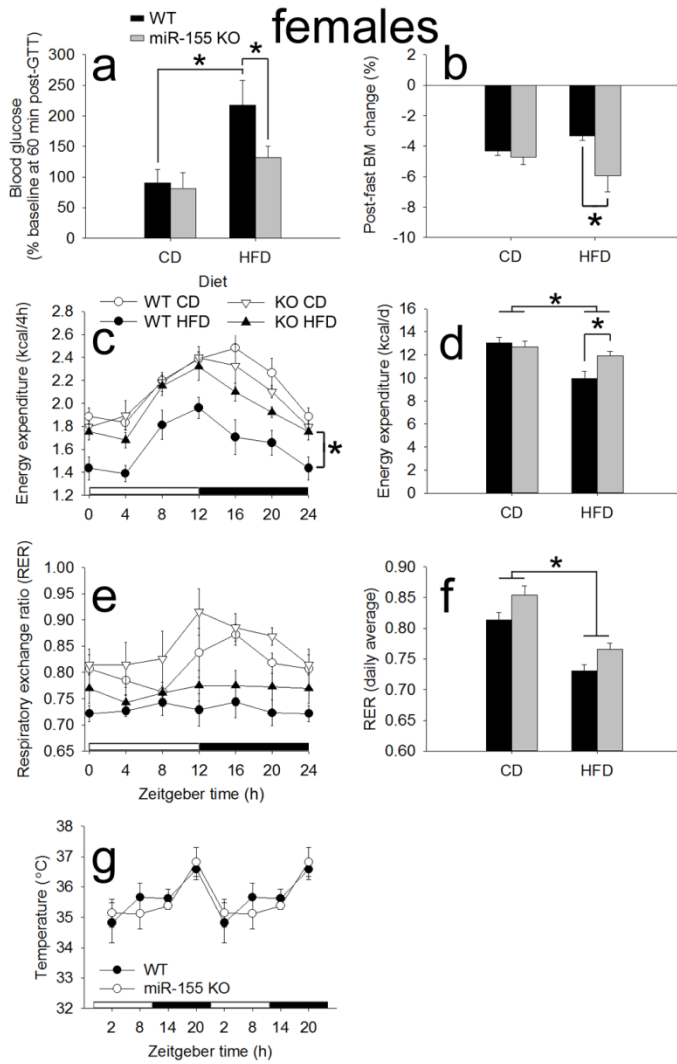 females
WT
miR-155 KO
a
Blood glucose
(% baseline at 60 min post-GTT)
300
250
200
150
100
50
0
*
*
CD
HFD
Diet
b
Post-fast BM change (%)
0
-2
-4
-6
-8
-10
*
CD
HFD
WT CD
KO CD
WT HFD
KO HFD
c
Energy expenditure (kcal/4h)
2.8
2.4
2.0
1.8
1.4
1.2
*
0 4 8 12 16 20 24
d
Energy expenditure (kcal/d)
16
14
12
10
8
6
4
2
0
*
*
CD
HFD
e
Respiratory exchange ratio (RER)
1.00
0.95
0.90
0.85
0.80
0.75
0.70
0.65
0 4 8 12 16 20 24
Zeitgeber time (h)
f
RER (daily average)
0.90
0.85
0.80
0.75
0.70
0.65
0.60
*
CD
HFD
g
Temperature (°C)
38
37
36
35
34
33
32
WT
miR-155 KO
2 8 14 20 2 8 14 20
Zeitgeber time (h)